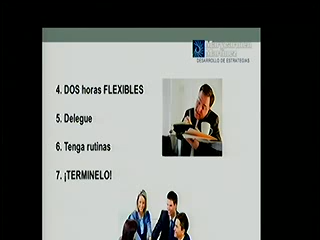 DESARROLLO DE ESTRATEGIAS
4. DOS horas FLEXIBLES
5. Delegue
6. Tenga rutinas
7. ¡TERMINELO!